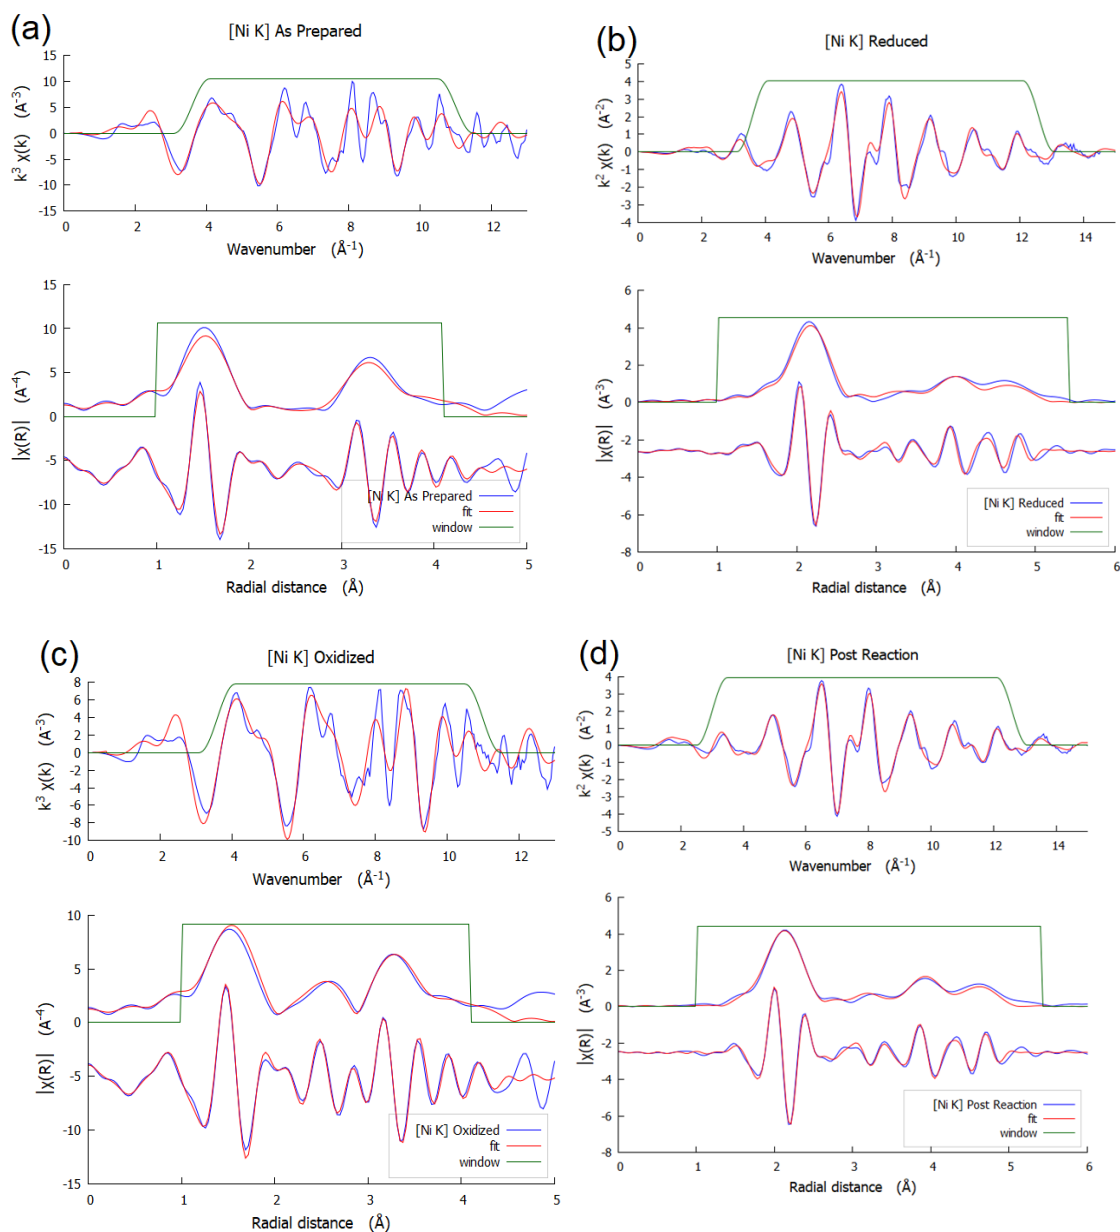 (a)
[Ni K] As Prepared
15
10
5
0
-5
-10
-15
k³ χ(k) (Å⁻³)
0 2 4 6 8 10 12
Wavenumber (Å⁻¹)
15
10
5
0
-5
-10
-15
|χ(R)| (Å⁻⁴)
[Ni K] As Prepared
fit
window
0 1 2 3 4 5
Radial distance (Å)
(b)
[Ni K] Reduced
4
3
2
1
0
-1
-2
-3
-4
k² χ(k) (Å⁻²)
0 2 4 6 8 10 12 14
Wavenumber (Å⁻¹)
6
4
2
0
-2
-4
-6
-8
|χ(R)| (Å⁻³)
[Ni K] Reduced
fit
window
0 1 2 3 4 5 6
Radial distance (Å)
(c)
[Ni K] Oxidized
8
6
4
2
0
-2
-4
-6
-8
-10
k³ χ(k) (Å⁻³)
0 2 4 6 8 10 12
Wavenumber (Å⁻¹)
10
5
0
-5
-10
-15
|χ(R)| (Å⁻⁴)
[Ni K] Oxidized
fit
window
0 1 2 3 4 5
Radial distance (Å)
(d)
[Ni K] Post Reaction
4
3
2
1
0
-1
-2
-3
-4
-5
k² χ(k) (Å⁻²)
0 2 4 6 8 10 12 14
Wavenumber (Å⁻¹)
6
4
2
0
-2
-4
-6
-8
|χ(R)| (Å⁻³)
[Ni K] Post Reaction
fit
window
0 1 2 3 4 5 6
Radial distance (Å)